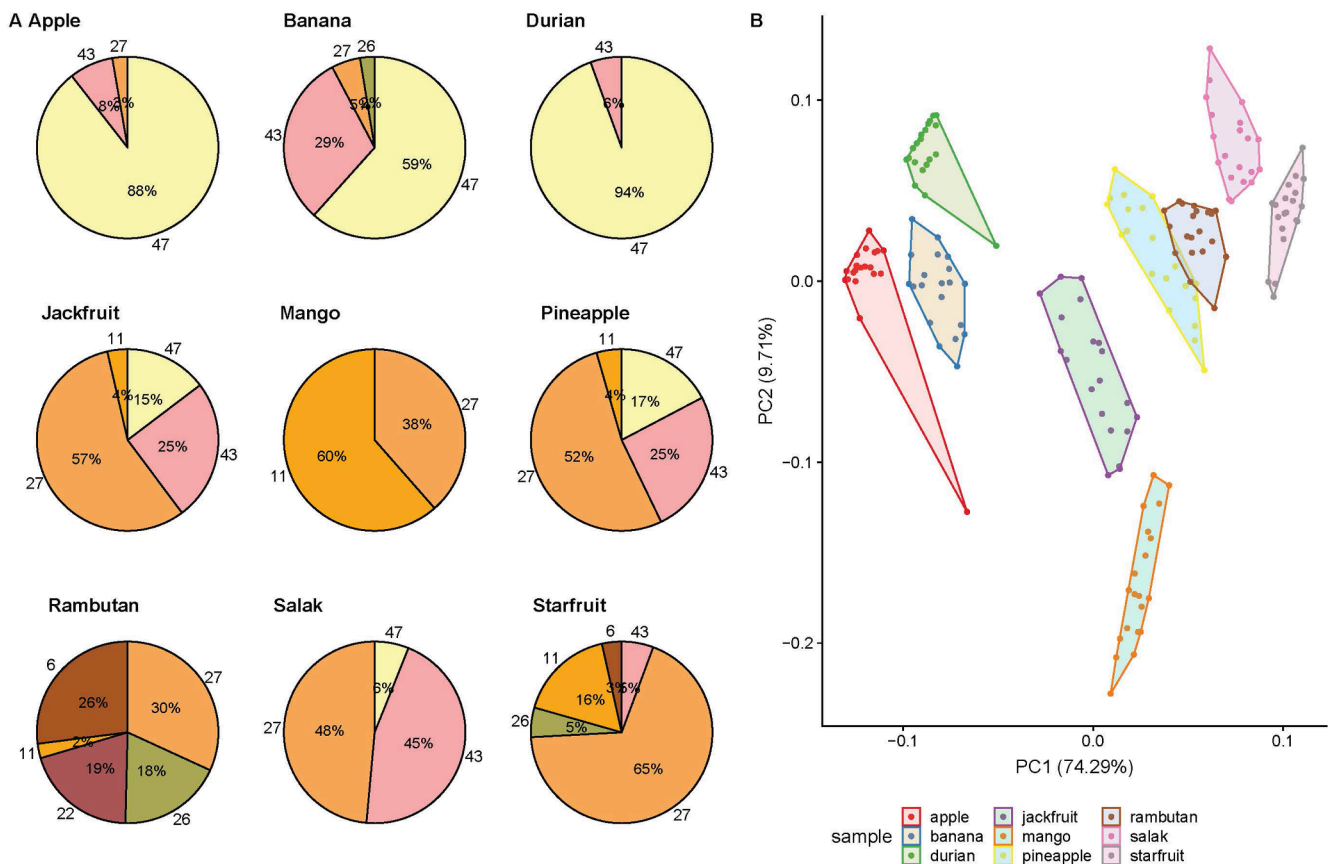 A Apple
Banana
Durian
B
43 27
8% 3%
88%
47
27 26
43
5% 2%
29%
59%
47
43
6%
94%
47
Jackfruit
Mango
Pineapple
11
47
4% 15%
25%
57%
43
27
38%
27
60%
11
11
47
4%
17%
25%
52%
43
27
Rambutan
Salak
Starfruit
6
27
26%
30%
2%
11
19%
18%
22
26
47
6%
27
48%
45%
43
6
43
11
3% 5%
16%
26
5%
65%
27
PC2 (9.71%)
0.1
0.0
−0.1
−0.2
−0.1
0.0
0.1
PC1 (74.29%)
sample
apple
banana
durian
jackfruit
mango
pineapple
rambutan
salak
starfruit